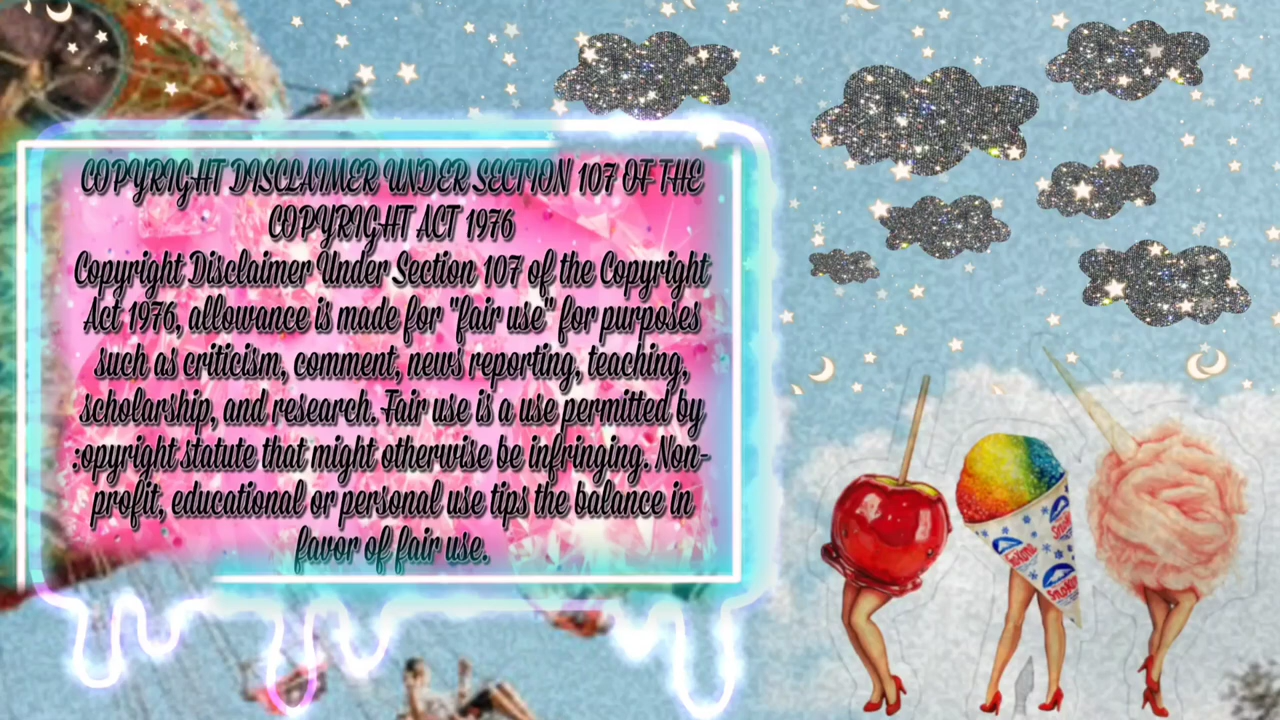 COPYRIGHT DISCLAIMER UNDER SECTION 107 OF THE
COPYRIGHT ACT 1976
Copyright Disclaimer Under Section 107 of the Copyright
Act 1976, allowance is made for "fair use" for purposes
such as criticism, comment, news reporting, teaching,
scholarship, and research. Fair use is a use permitted by
:opyright statute that might otherwise be infringing. Non-
profit, educational or personal use tips the balance in
favor of fair use.